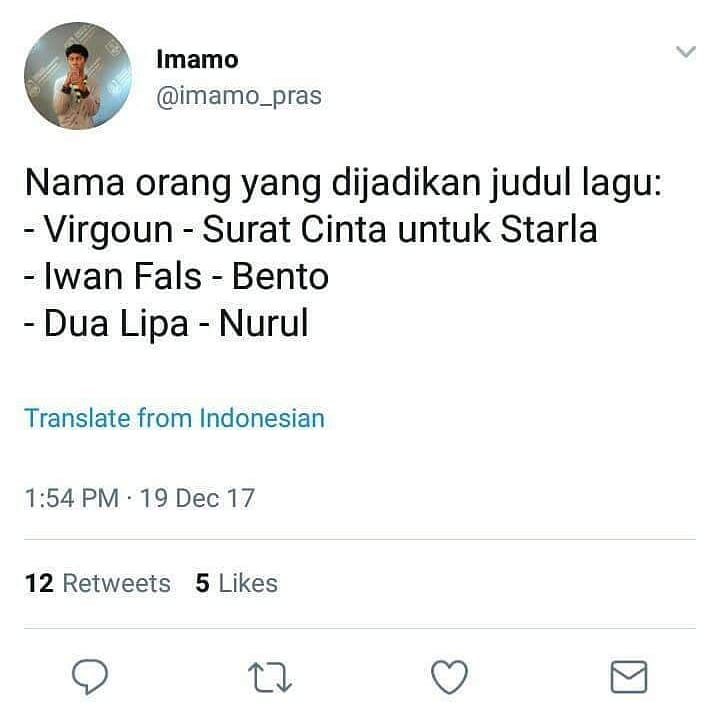 Imamo
@imamo_pras
Nama orang yang dijadikan judul lagu:
- Virgoun - Surat Cinta untuk Starla
- Iwan Fals - Bento
- Dua Lipa - Nurul
Translate from Indonesian
1:54 PM · 19 Dec 17
12 Retweets 5 Likes